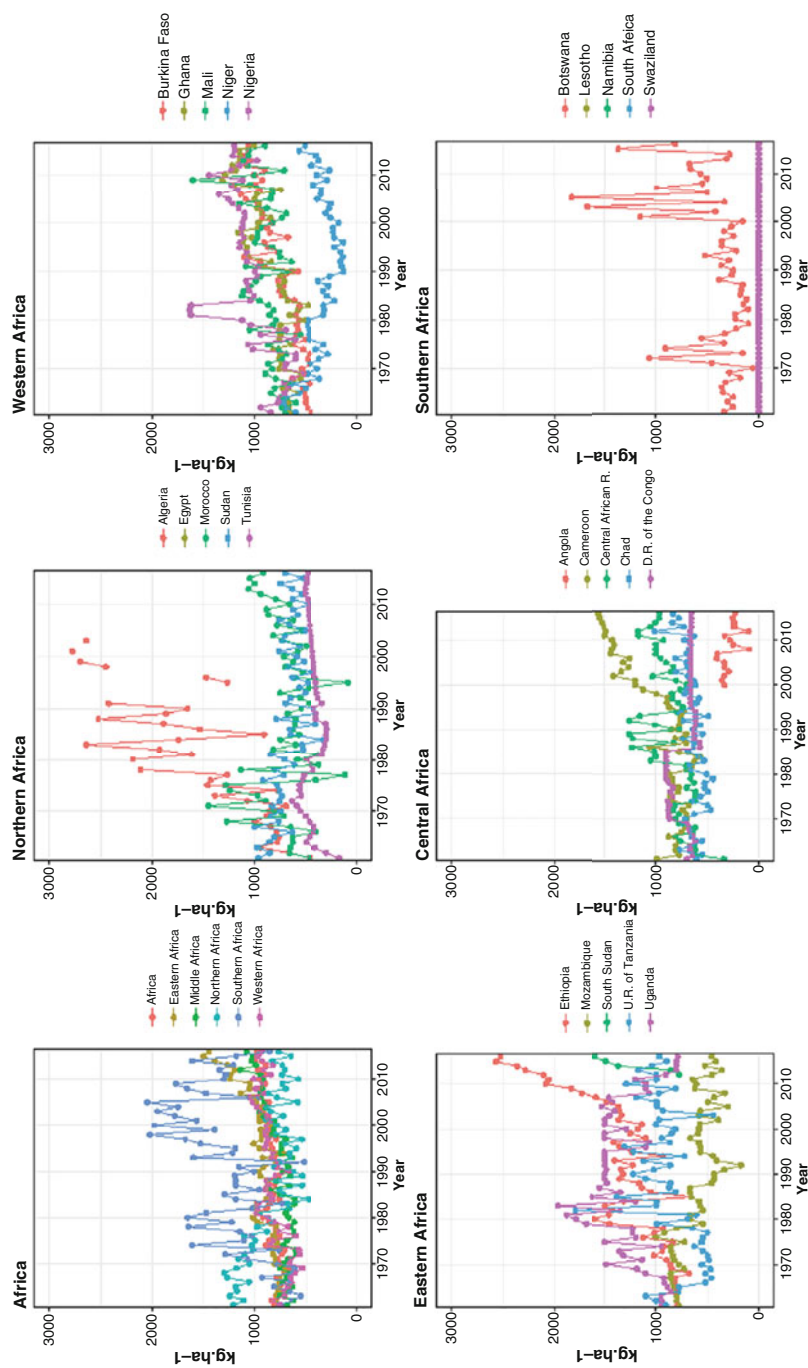 Africa
3000
2000
1000
0
kg.ha−1
1970
1980
1990
2000
2010
Year
Africa
Eastern Africa
Middle Africa
Northern Africa
Southern Africa
Western Africa
Northern Africa
3000
2000
1000
0
kg.ha−1
1970
1980
1990
2000
2010
Year
Algeria
Egypt
Morocco
Sudan
Tunisia
Western Africa
3000
2000
1000
0
kg.ha−1
1970
1980
1990
2000
2010
Year
Burkina Faso
Ghana
Mali
Niger
Nigeria
Eastern Africa
3000
2000
1000
0
kg.ha−1
1970
1980
1990
2000
2010
Year
Ethiopia
Mozambique
South Sudan
U.R. of Tanzania
Uganda
Central Africa
3000
2000
1000
0
kg.ha−1
1970
1980
1990
2000
2010
Year
Angola
Cameroon
Central African R.
Chad
D.R. of the Congo
Southern Africa
3000
2000
1000
0
kg.ha−1
1970
1980
1990
2000
2010
Year
Botswana
Lesotho
Namibia
South Afeica
Swaziland